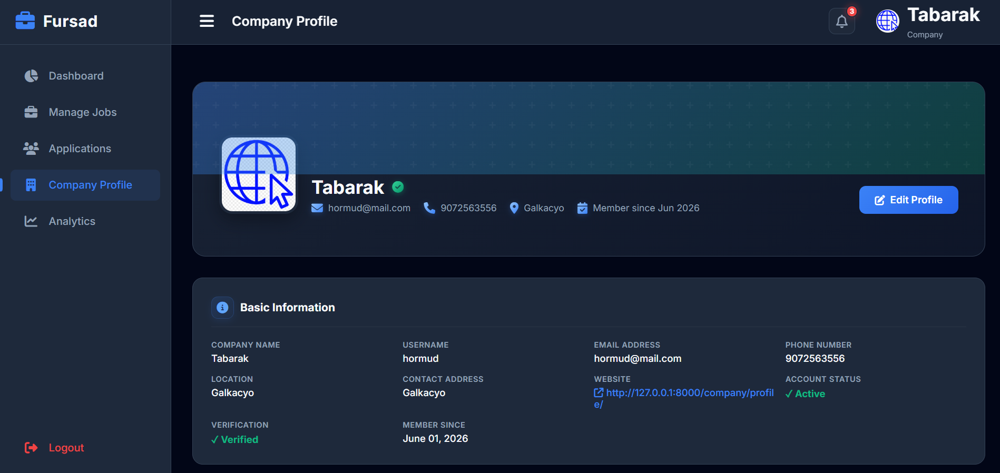 Fursad
Company Profile
3
Tabarak
Company
Dashboard
Manage Jobs
Applications
Company Profile
Analytics
Logout
Tabarak
hormud@mail.com 9072563556 Galkacyo Member since Jun 2026
Edit Profile
Basic Information
COMPANY NAME USERNAME EMAIL ADDRESS PHONE NUMBER
Tabarak hormud hormud@mail.com 9072563556
LOCATION CONTACT ADDRESS WEBSITE ACCOUNT STATUS
Galkacyo Galkacyo http://127.0.0.1:8000/company/profil ✓ Active
e/
VERIFICATION MEMBER SINCE
✓ Verified June 01, 2026